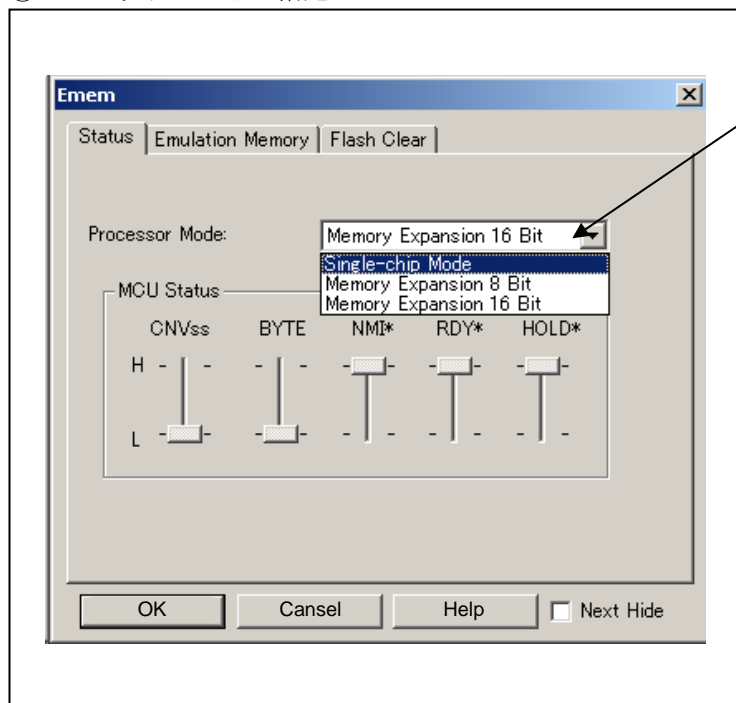 Emem
Status Emulation Memory Flash Clear
Processor Mode: Memory Expansion 16 Bit
Single-chip Mode
Memory Expansion 8 Bit
Memory Expansion 16 Bit
MCU Status
CNVss BYTE NMI* RDY* HOLD*
H
L
OK Cansel Help Next Hide